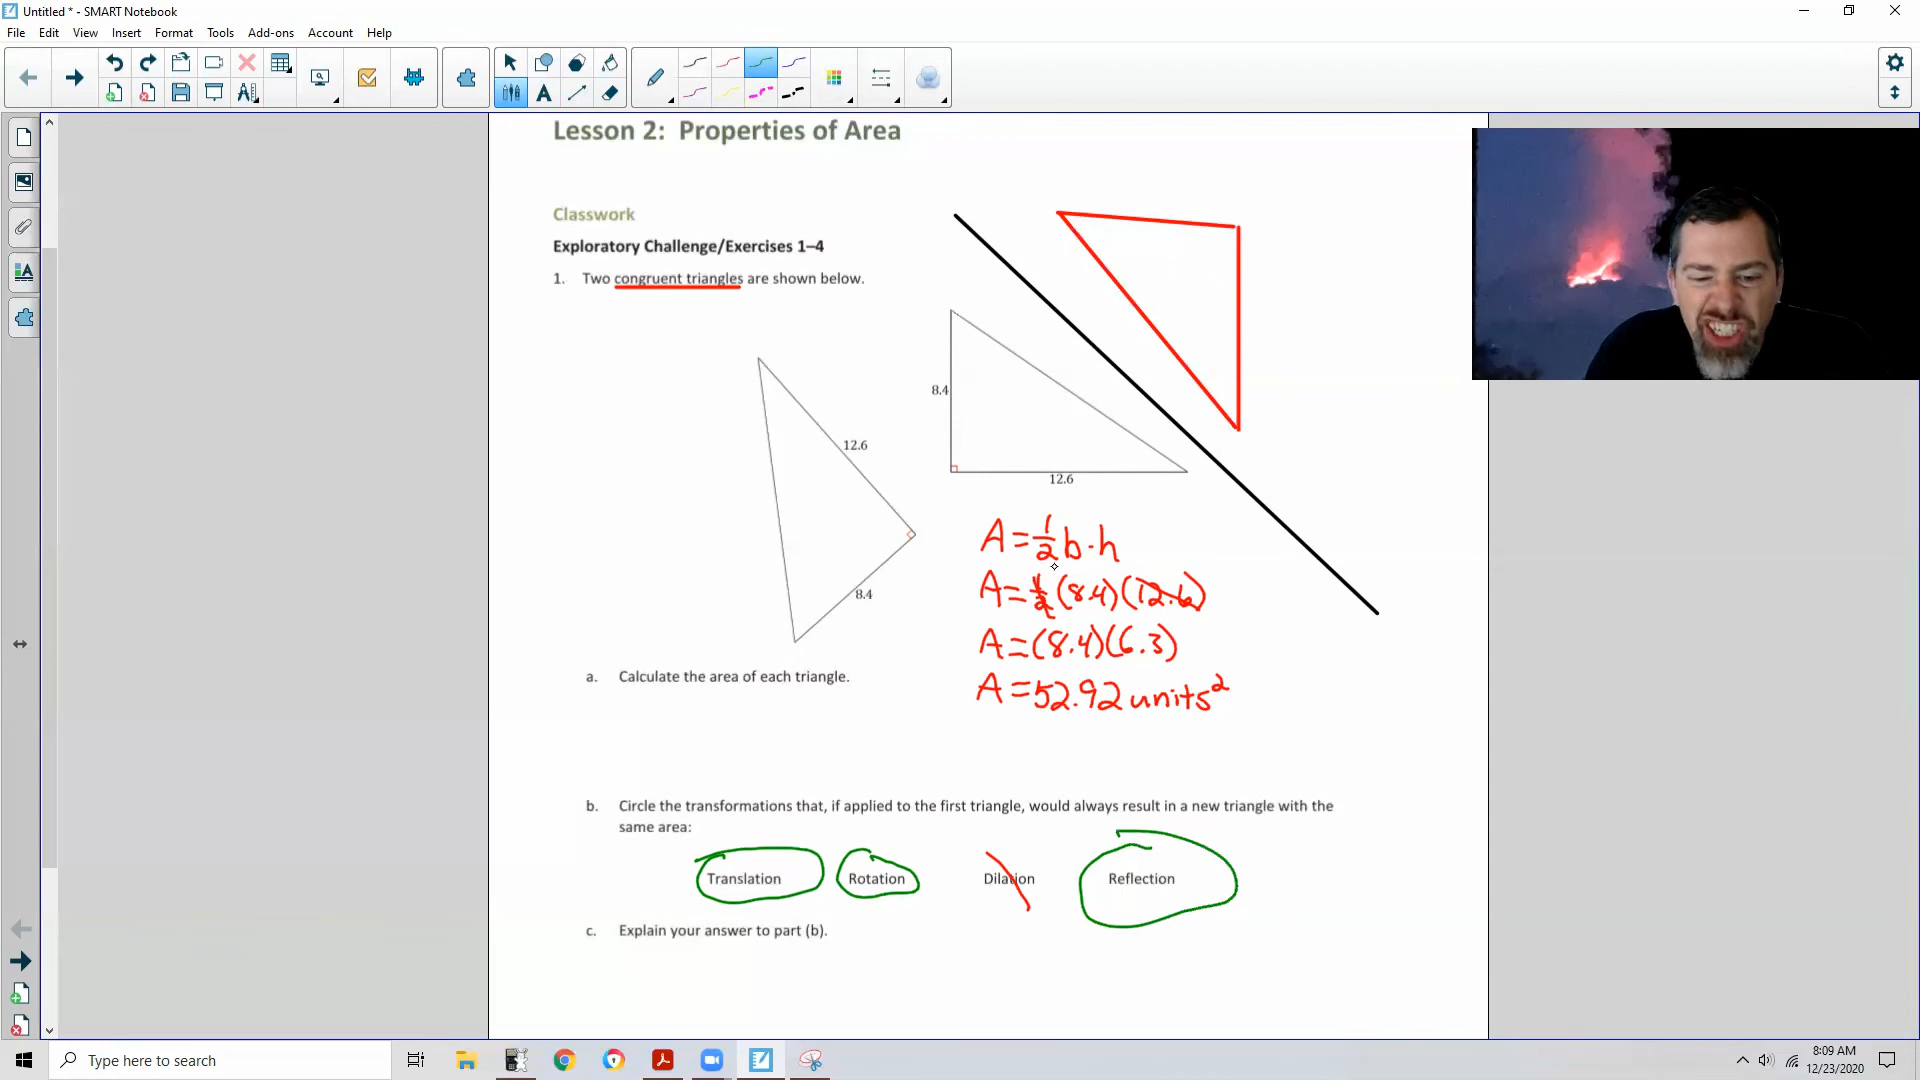 Untitled * - SMART Notebook
File Edit View Insert Format Tools Add-ons Account Help
Lesson 2: Properties of Area
Classwork
Exploratory Challenge/Exercises 1–4
1. Two congruent triangles are shown below.
8.4
12.6
12.6
8.4
A = 1/2 b · h
A = 1/2 (8.4)(12.6)
A = (8.4)(6.3)
A = 52.92 units²
a. Calculate the area of each triangle.
b. Circle the transformations that, if applied to the first triangle, would always result in a new triangle with the
same area:
Translation Rotation Dilation Reflection
c. Explain your answer to part (b).
Type here to search
8:09 AM
12/23/2020